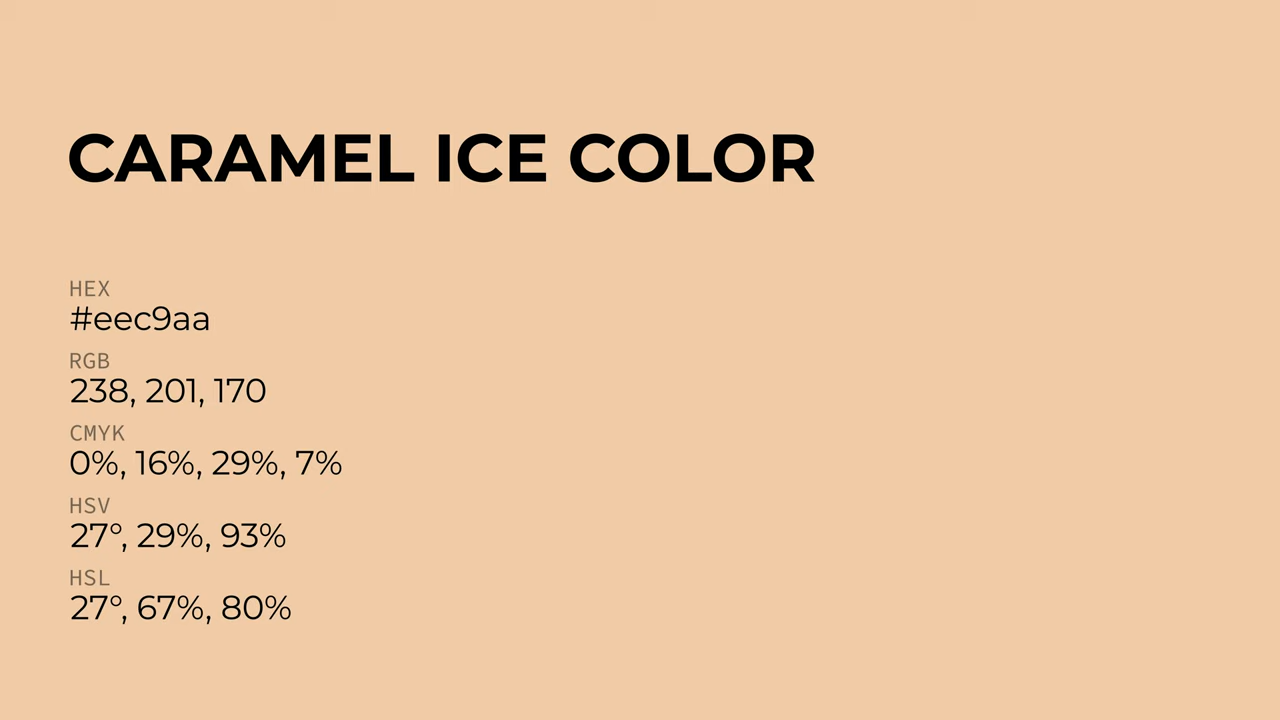 CARAMEL ICE COLOR
HEX
#eec9aa
RGB
238, 201, 170
CMYK
0%, 16%, 29%, 7%
HSV
27°, 29%, 93%
HSL
27°, 67%, 80%